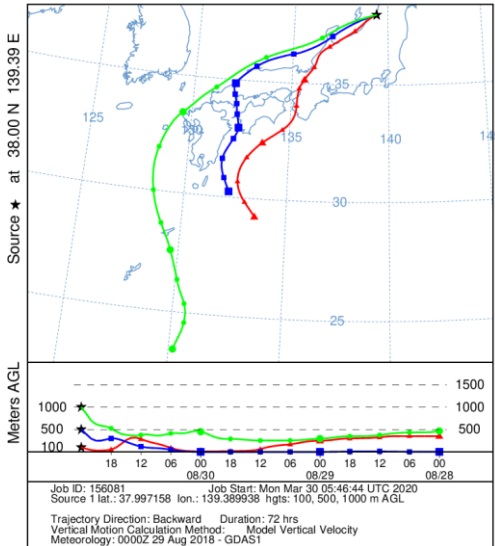 Source ★ at 38.00 N 139.39 E
125
130
135
140
14
35
30
25
Meters AGL
1500
1000
1000
500
500
100
18 12 06 00 18 12 06 00 18 12 06 00
08/30 08/29 08/28
Job ID: 156081 Job Start: Mon Mar 30 05:46:44 UTC 2020
Source 1 lat.: 37.997158 lon.: 139.389938 hgts: 100, 500, 1000 m AGL
Trajectory Direction: Backward Duration: 72 hrs
Vertical Motion Calculation Method: Model Vertical Velocity
Meteorology: 0000Z 29 Aug 2018 - GDAS1